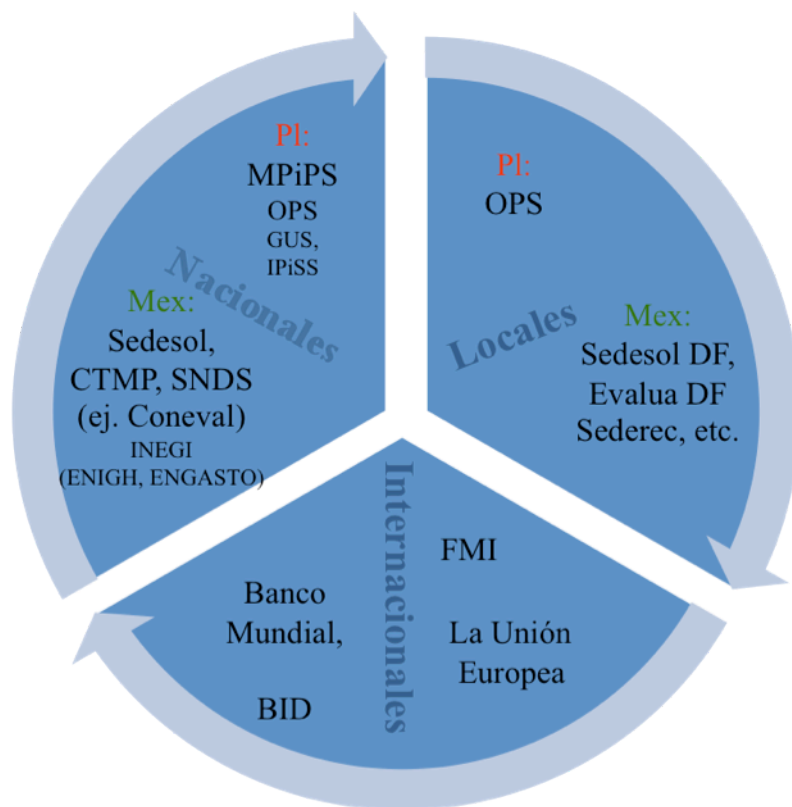 Nacionales
Pl:
MPiPS
OPS
GUS,
IPiSS
Mex:
Sedesol,
CTMP, SNDS
(ej. Coneval)
INEGI
(ENIGH, ENGASTO)
Locales
Pl:
OPS
Mex:
Sedesol DF,
Evalua DF
Sederec, etc.
Internacionales
FMI
La Unión
Europea
Banco
Mundial,
BID